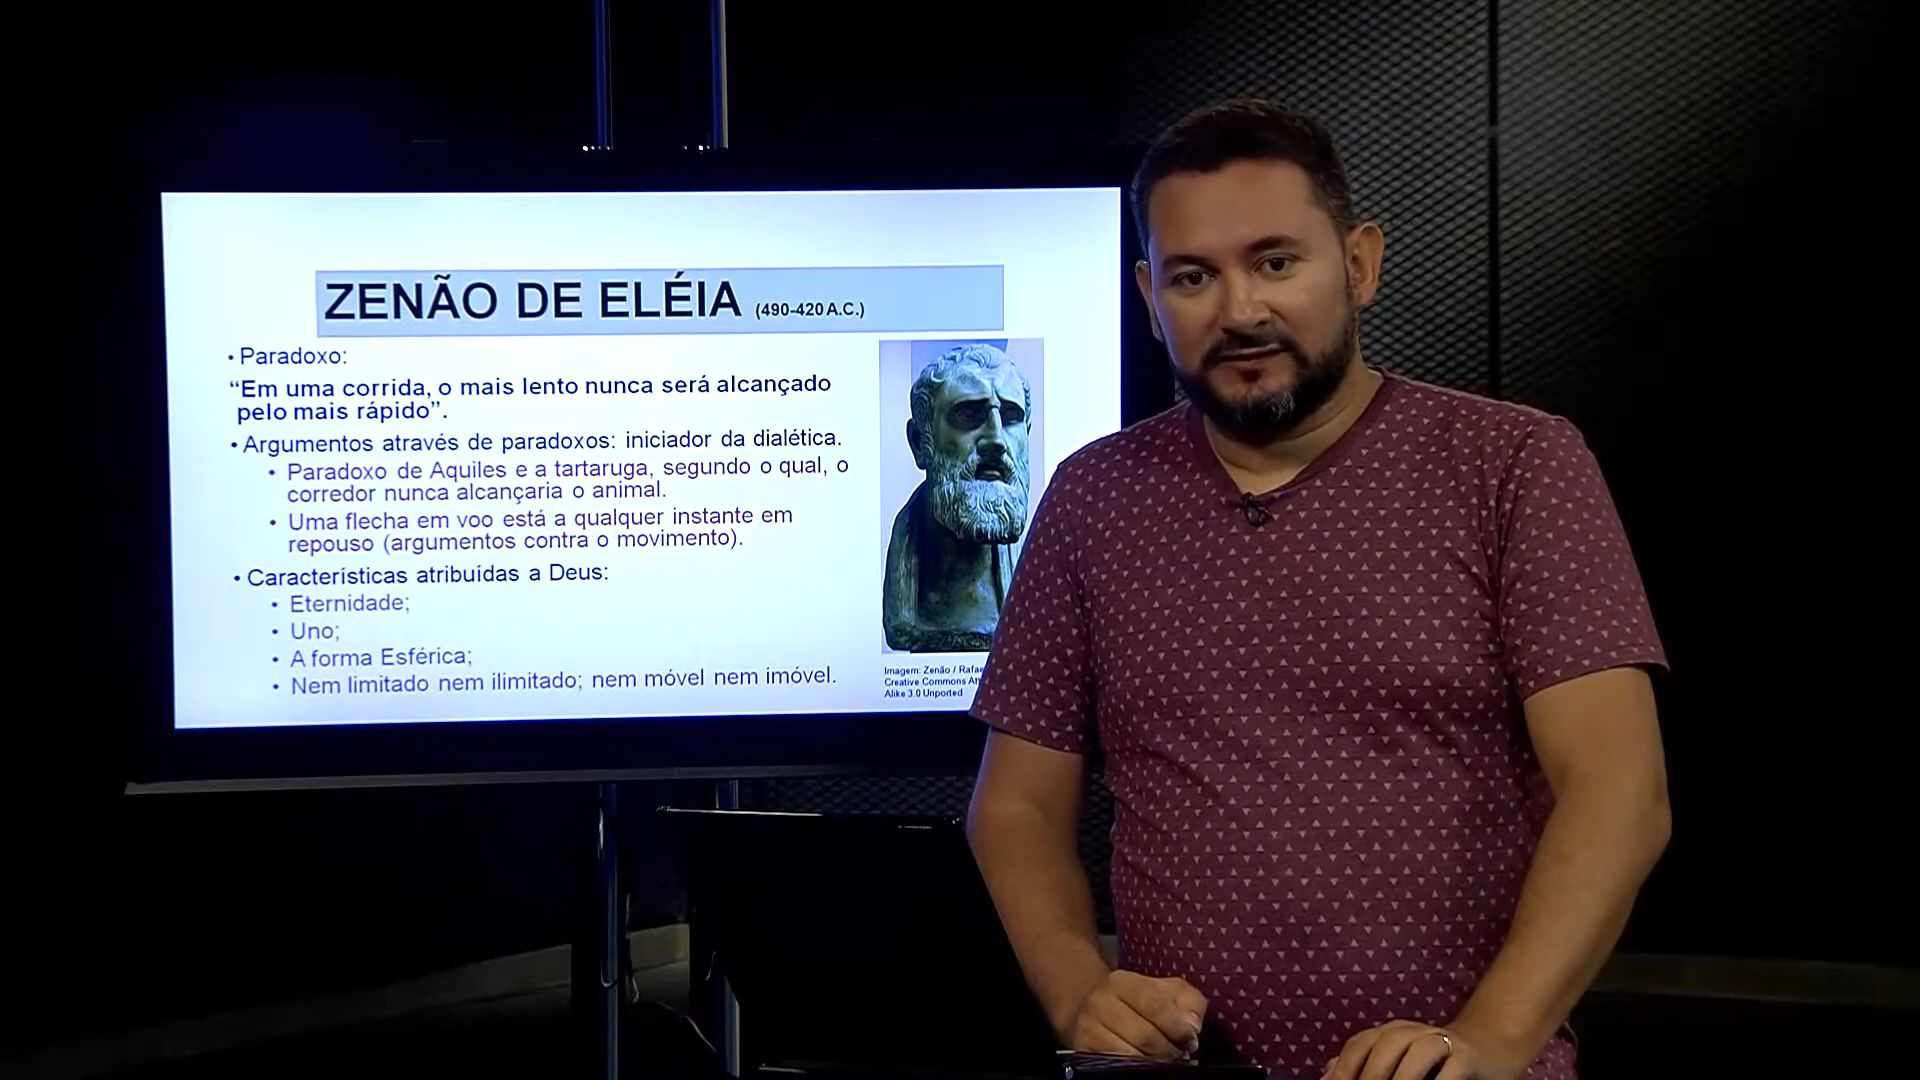 ZENÃO DE ELÉIA (490-420 A.C.)
• Paradoxo:
“Em uma corrida, o mais lento nunca será alcançado
pelo mais rápido”.
• Argumentos através de paradoxos: iniciador da dialética.
• Paradoxo de Aquiles e a tartaruga, segundo o qual, o
corredor nunca alcançaria o animal.
• Uma flecha em voo está a qualquer instante em
repouso (argumentos contra o movimento).
• Características atribuídas a Deus:
• Eternidade;
• Uno;
• A forma Esférica;
• Nem limitado nem ilimitado; nem móvel nem imóvel.
Imagem: Zenão /
Creative Commons
Alike 3.0 Unported